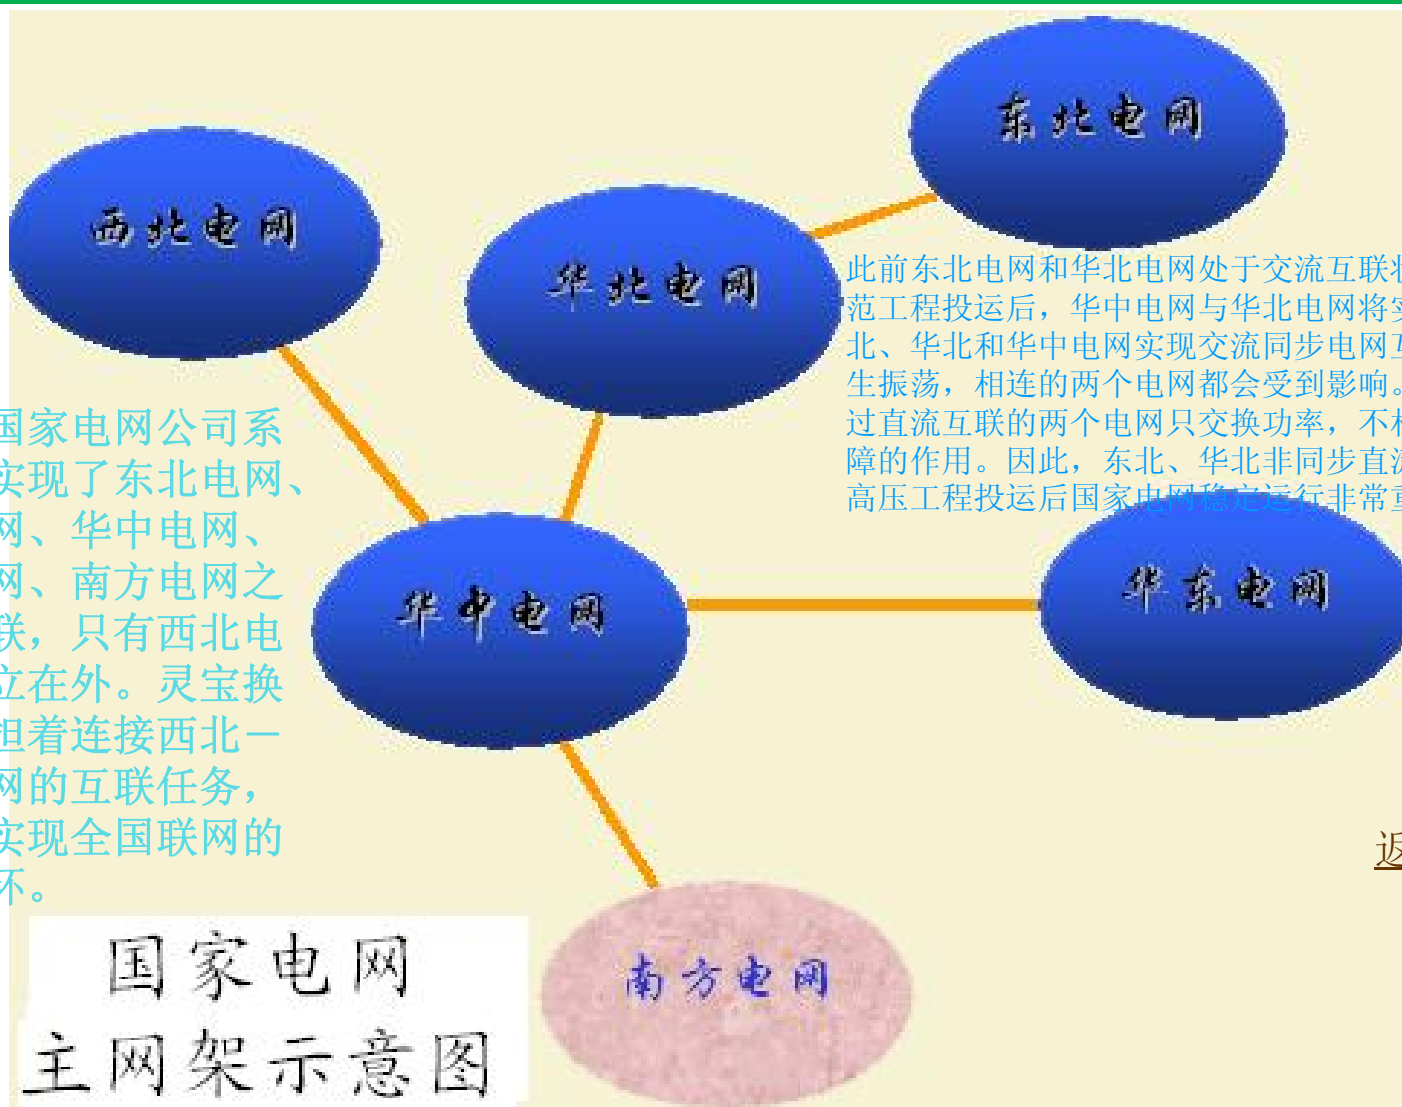 东北电网
西北电网
华北电网
此前东北电网和华北电网处于交流互联
范工程投运后，华中电网与华北电网将
北、华北和华中电网实现交流同步电网
生振荡，相连的两个电网都会受到影响。
过直流互联的两个电网只交换功率，不
障的作用。因此，东北、华北非同步直
高压工程投运后国家电网稳定运行非常
国家电网公司系
实现了东北电网、
网、华中电网、
网、南方电网之
联，只有西北电
立在外。灵宝换
担着连接西北－
网的互联任务，
实现全国联网的
环。
华中电网
华东电网
返
南方电网
国家电网
主网架示意图